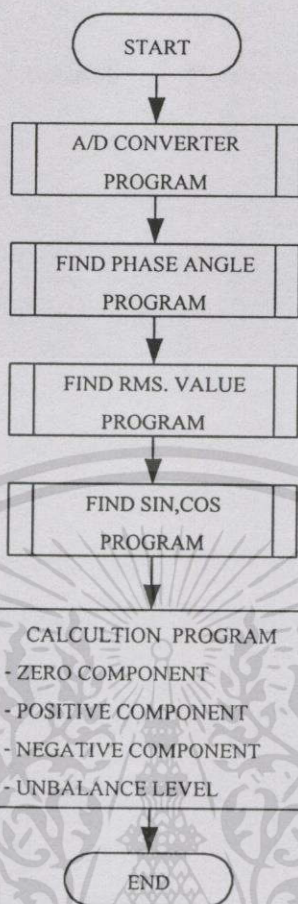 START
A/D CONVERTER
PROGRAM
FIND PHASE ANGLE
PROGRAM
FIND RMS. VALUE
PROGRAM
FIND SIN,COS
PROGRAM
CALCULTION PROGRAM
- ZERO COMPONENT
- POSITIVE COMPONENT
- NEGATIVE COMPONENT
- UNBALANCE LEVEL
END